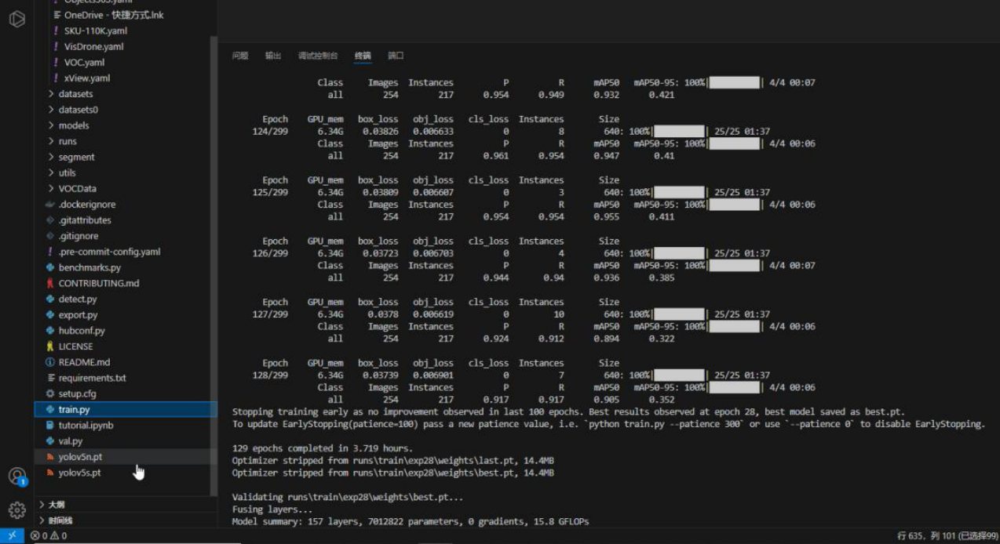 Objects365.yaml
OneDrive - 快捷方式.lnk
SKU-110K.yaml
VisDrone.yaml
VOC.yaml
xView.yaml
datasets
datasets0
models
runs
segment
utils
VOCData
.dockerignore
.gitattributes
.gitignore
.pre-commit-config.yaml
benchmarks.py
CONTRIBUTING.md
detect.py
export.py
hubconf.py
LICENSE
README.md
requirements.txt
setup.cfg
train.py
tutorial.ipynb
val.py
yolov5n.pt
yolov5s.pt
大纲
时间线
问题 输出 调试控制台 终端 端口
Class Images Instances P R mAP50 mAP50-95: 100%| | 4/4 00:07
all 254 217 0.954 0.949 0.932 0.421
Epoch GPU_mem box_loss obj_loss cls_loss Instances Size
124/299 6.34G 0.03826 0.006633 0 8 640: 100%| | 25/25 01:37
Class Images Instances P R mAP50 mAP50-95: 100%| | 4/4 00:06
all 254 217 0.961 0.954 0.947 0.41
Epoch GPU_mem box_loss obj_loss cls_loss Instances Size
125/299 6.34G 0.03809 0.006607 0 3 640: 100%| | 25/25 01:37
Class Images Instances P R mAP50 mAP50-95: 100%| | 4/4 00:06
all 254 217 0.954 0.954 0.955 0.411
Epoch GPU_mem box_loss obj_loss cls_loss Instances Size
126/299 6.34G 0.03723 0.006703 0 4 640: 100%| | 25/25 01:37
Class Images Instances P R mAP50 mAP50-95: 100%| | 4/4 00:07
all 254 217 0.944 0.94 0.936 0.385
Epoch GPU_mem box_loss obj_loss cls_loss Instances Size
127/299 6.34G 0.0378 0.006619 0 10 640: 100%| | 25/25 01:37
Class Images Instances P R mAP50 mAP50-95: 100%| | 4/4 00:06
all 254 217 0.924 0.912 0.894 0.322
Epoch GPU_mem box_loss obj_loss cls_loss Instances Size
128/299 6.34G 0.03739 0.006901 0 7 640: 100%| | 25/25 01:37
Class Images Instances P R mAP50 mAP50-95: 100%| | 4/4 00:06
all 254 217 0.917 0.917 0.905 0.352
Stopping training early as no improvement observed in last 100 epochs. Best results observed at epoch 28, best model saved as best.pt.
To update EarlyStopping(patience=100) pass a new patience value, i.e. `python train.py --patience 300` or use `--patience 0` to disable EarlyStopping.
129 epochs completed in 3.719 hours.
Optimizer stripped from runs\train\exp28\weights\last.pt, 14.4MB
Optimizer stripped from runs\train\exp28\weights\best.pt, 14.4MB
Validating runs\train\exp28\weights\best.pt...
Fusing layers...
Model summary: 157 layers, 7012822 parameters, 0 gradients, 15.8 GFLOPs
1
0 0
行 635，列 101 (已选择99)